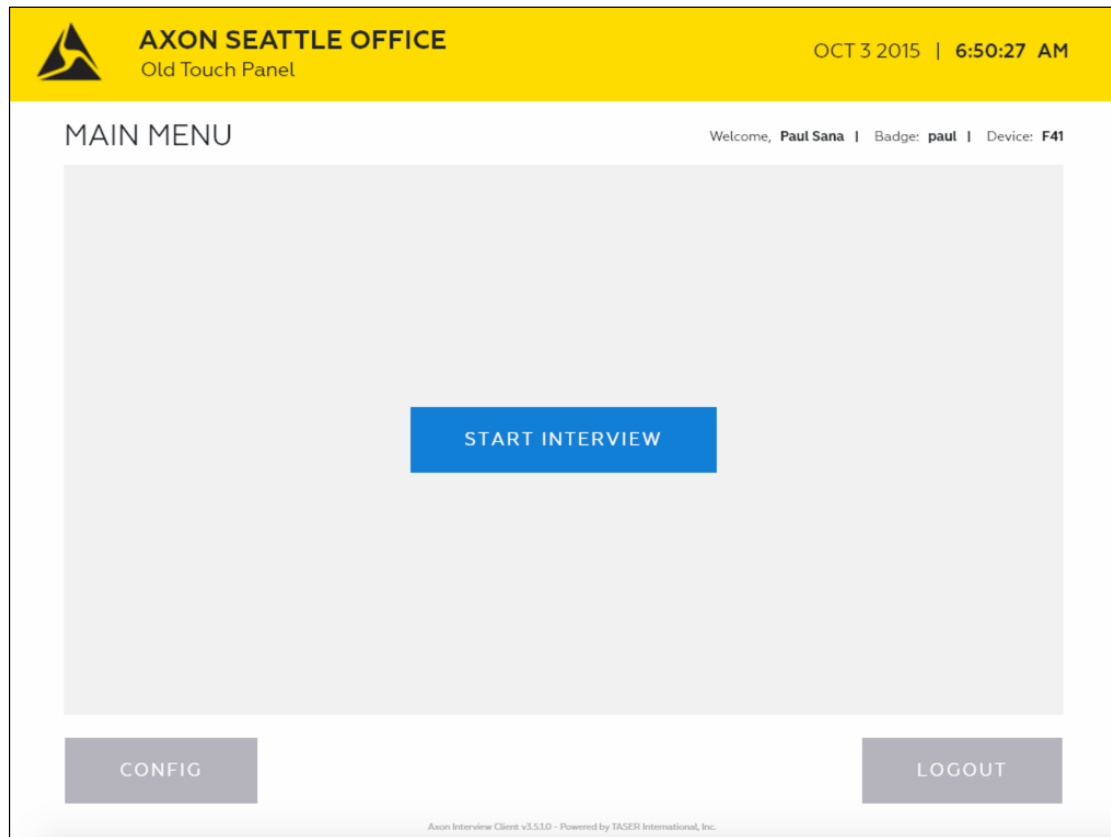 AXON SEATTLE OFFICE
Old Touch Panel
OCT 3 2015 | 6:50:27 AM
MAIN MENU
Welcome, Paul Sana | Badge: paul | Device: F41
START INTERVIEW
CONFIG
LOGOUT
Axon Interview Client v3.5.1.0 - Powered by TASER International, Inc.